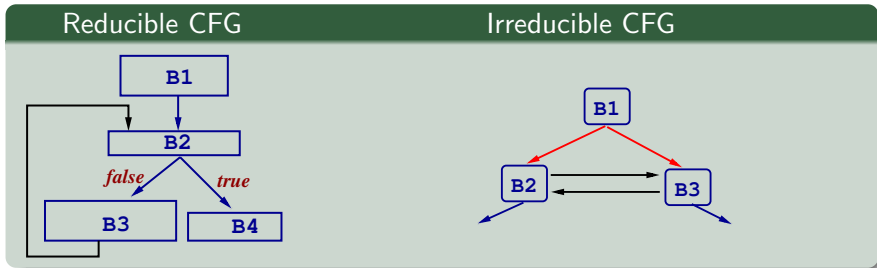 Reducible CFG
B1
B2
false true
B3 B4
Irreducible CFG
B1
B2 B3